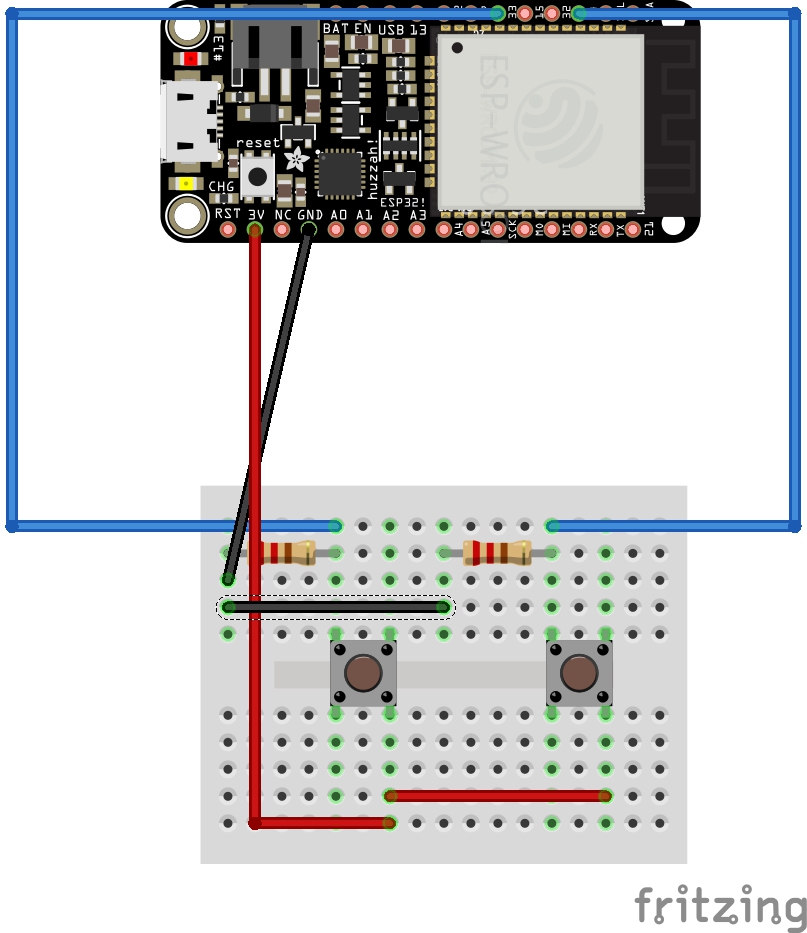 33 15 32
#13 BAT EN USB 13
ESP-WRO
reset
huzzah!
CHG
ESP32!
RST 3V NC GND A0 A1 A2 A3 A4 A5 SCK MO MI RX TX 21
fritzing